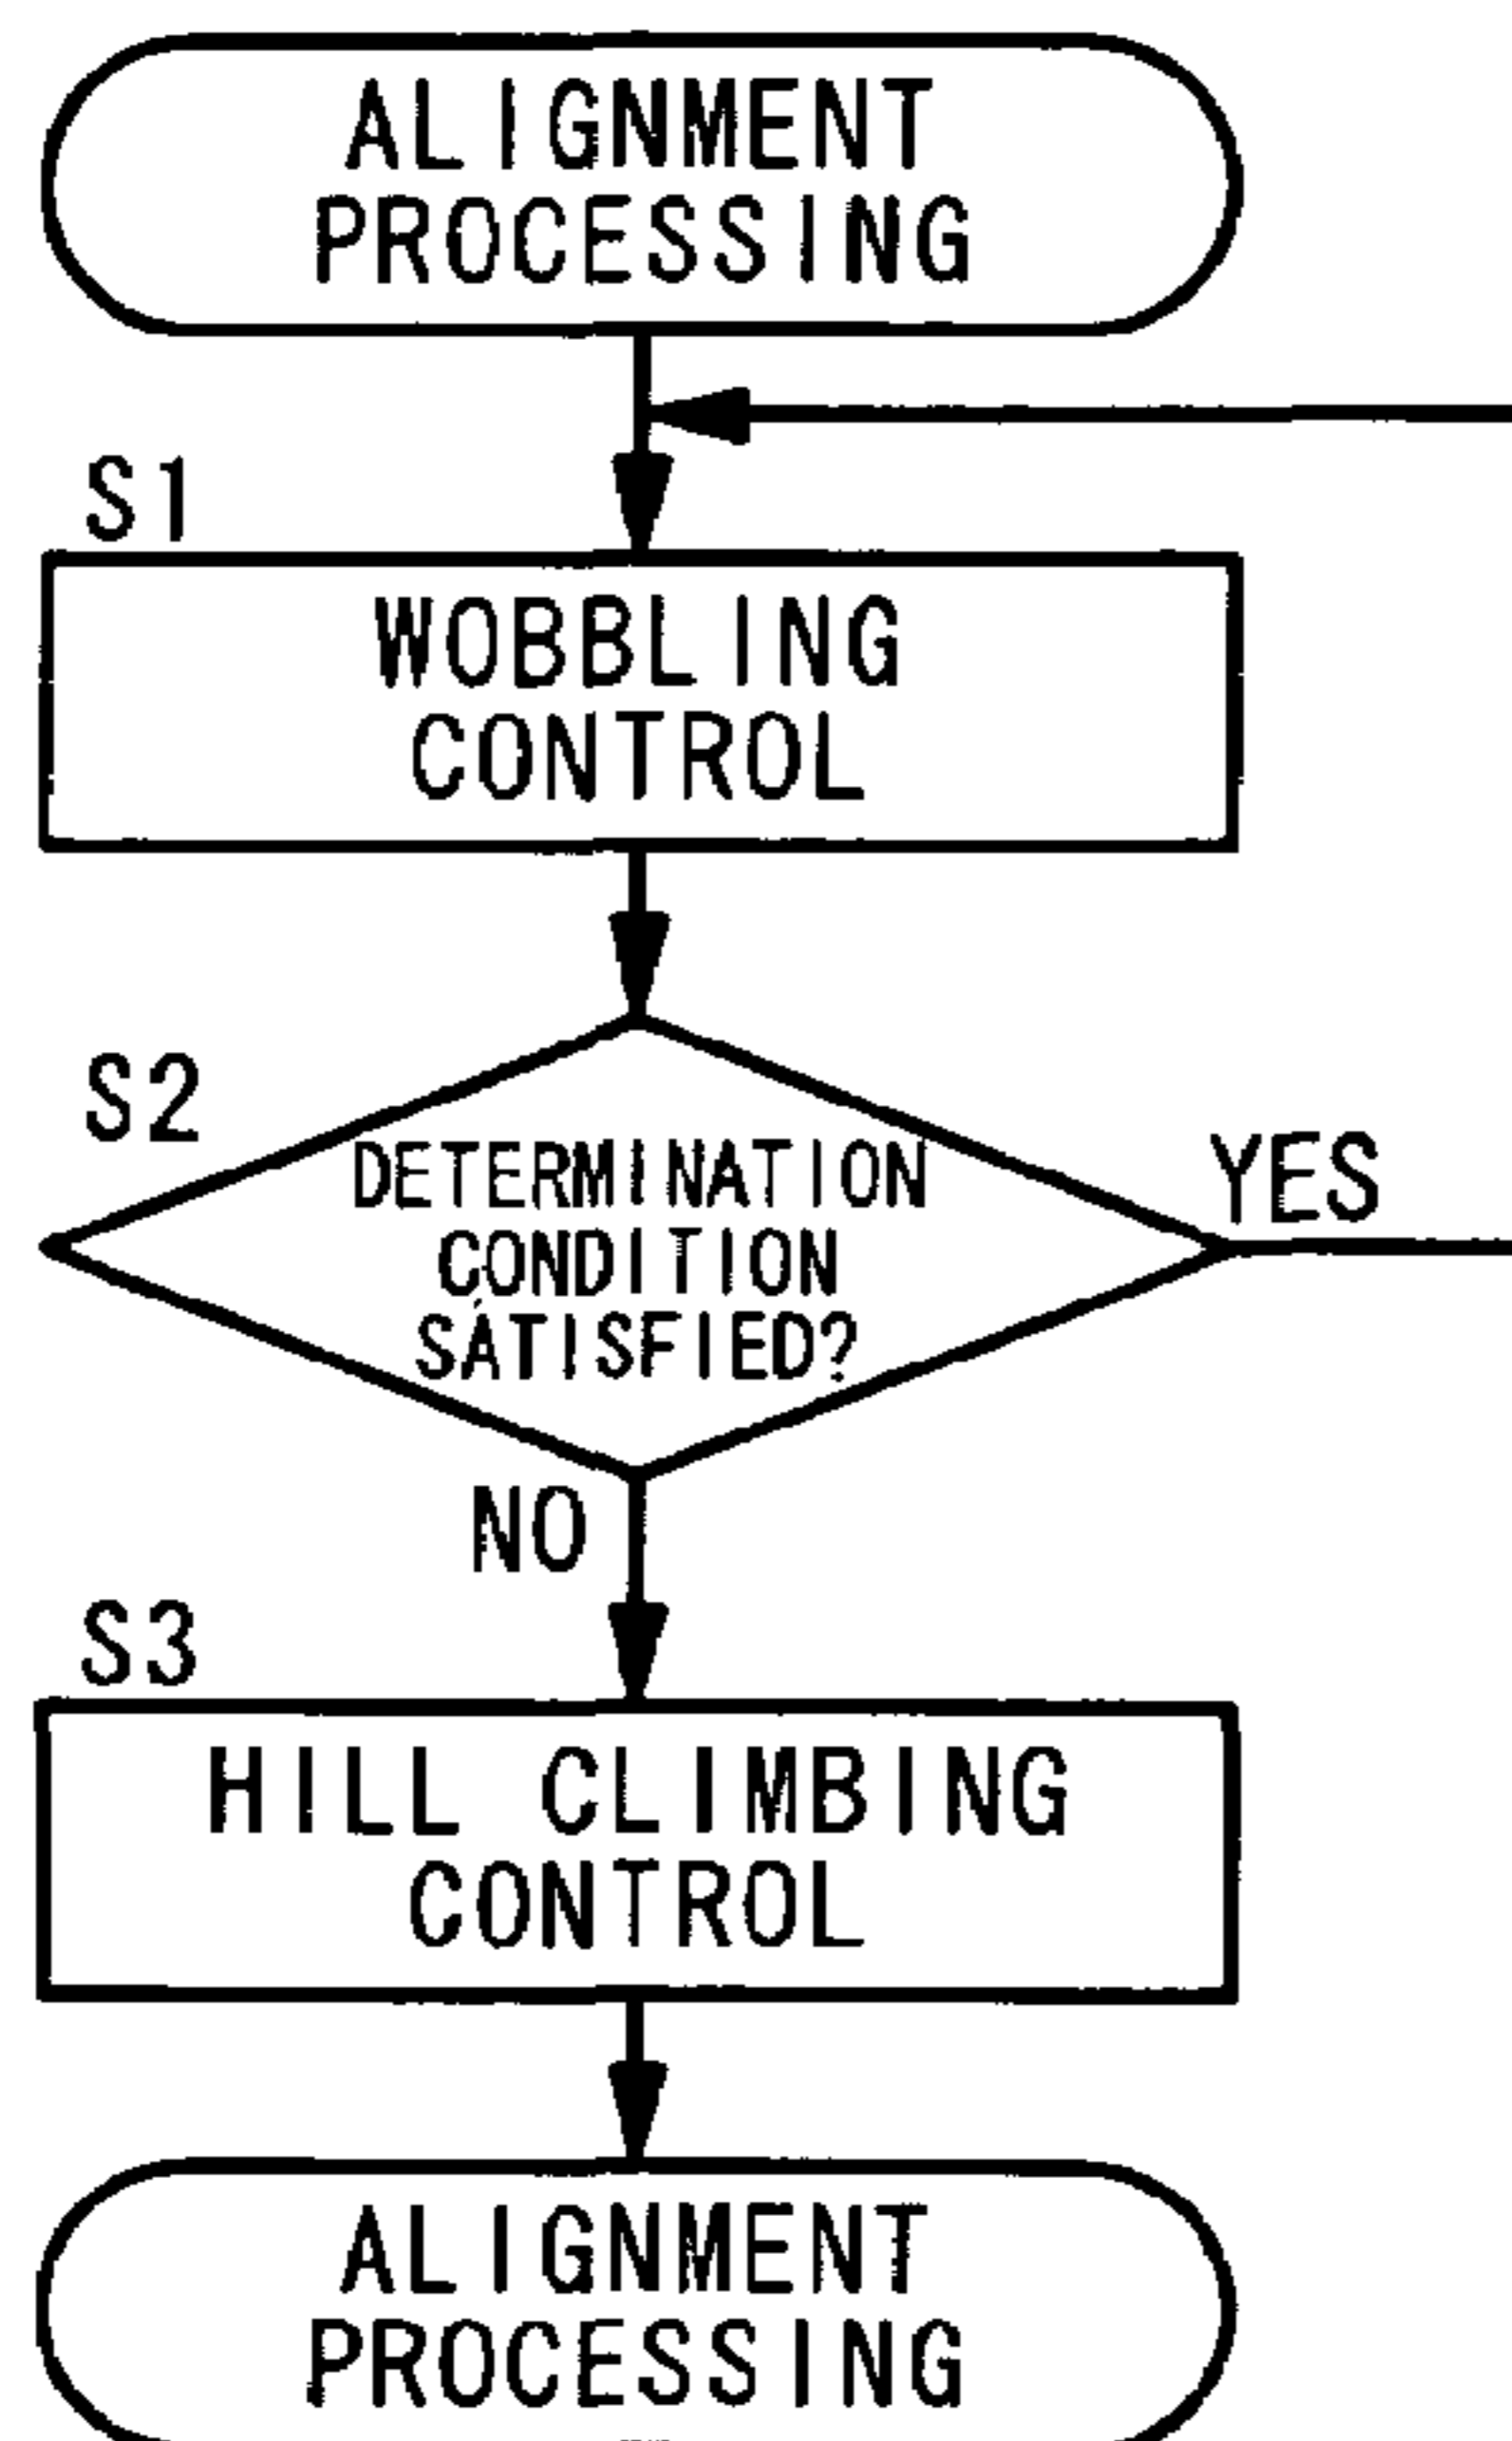 ALIGNMENT
PROCESSING
S1
WOBBLING
CONTROL
S2
DETERMINATION
CONDITION
SATISFIED?
YES
NO
S3
HILL CLIMBING
CONTROL
ALIGNMENT
PROCESSING